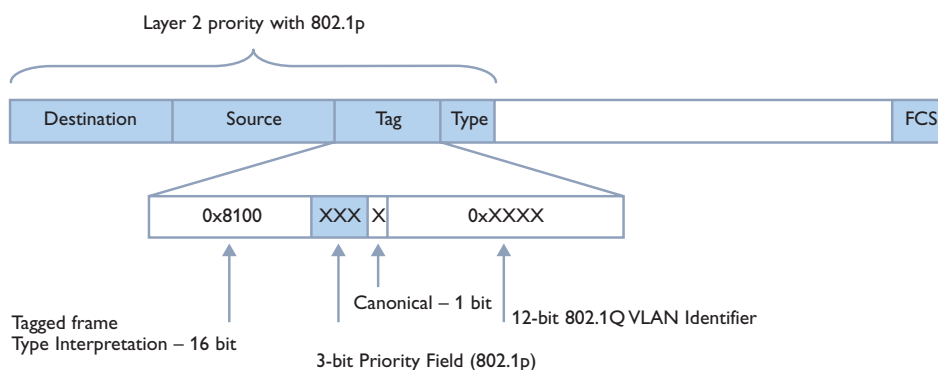 Layer 2 prority with 802.1p
Destination
Source
Tag
Type
FCS
0x8100
XXX
X
0xXXXX
Canonical – 1 bit
12-bit 802.1Q VLAN Identifier
Tagged frame
Type Interpretation – 16 bit
3-bit Priority Field (802.1p)